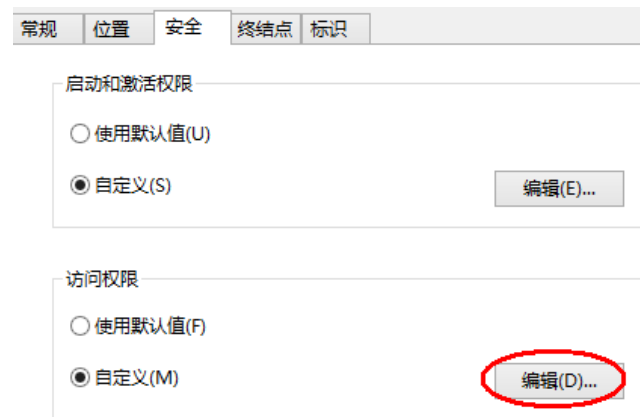 常规 位置 安全 终结点 标识
启动和激活权限
使用默认值(U)
自定义(S) 编辑(E)...
访问权限
使用默认值(F)
自定义(M) 编辑(D)...